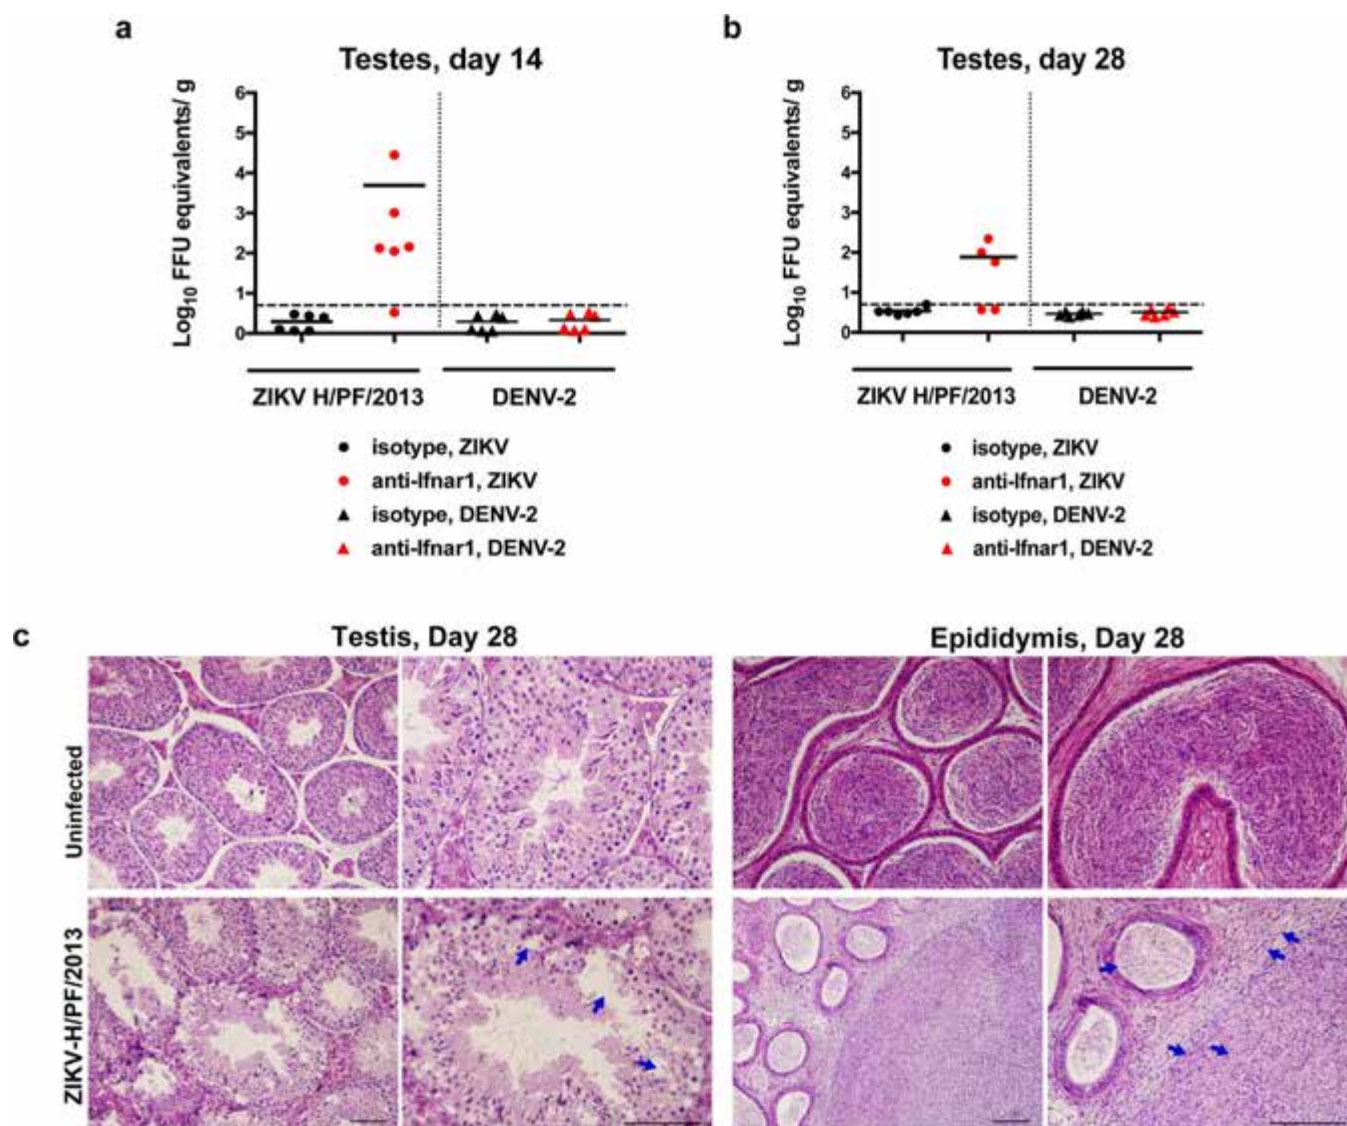 a
Testes, day 14
Log10 FFU equivalents/ g
6
5
4
3
2
1
0
ZIKV H/PF/2013
DENV-2
isotype, ZIKV
anti-Ifnar1, ZIKV
isotype, DENV-2
anti-Ifnar1, DENV-2
b
Testes, day 28
Log10 FFU equivalents/ g
6
5
4
3
2
1
0
ZIKV H/PF/2013
DENV-2
isotype, ZIKV
anti-Ifnar1, ZIKV
isotype, DENV-2
anti-Ifnar1, DENV-2
c
Testis, Day 28
Epididymis, Day 28
Uninfected
ZIKV-H/PF/2013